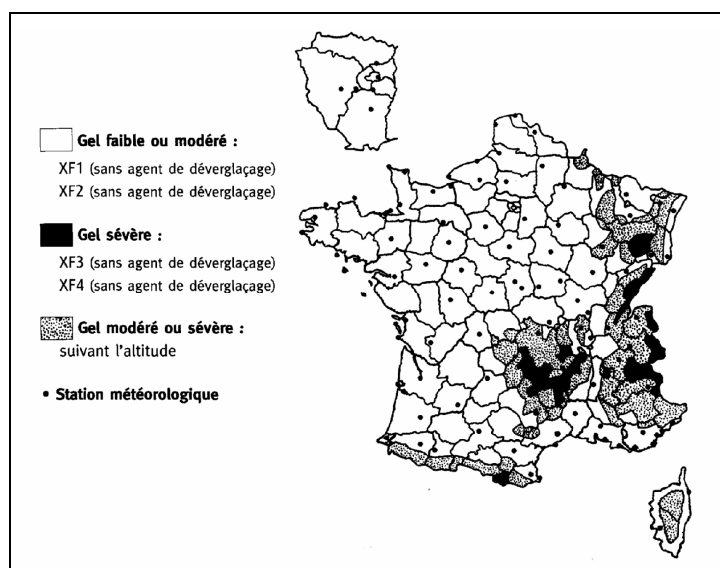 Gel faible ou modéré :
XF1 (sans agent de déverglaçage)
XF2 (sans agent de déverglaçage)
Gel sévère :
XF3 (sans agent de déverglaçage)
XF4 (sans agent de déverglaçage)
Gel modéré ou sévère :
suivant l'altitude
• Station météorologique